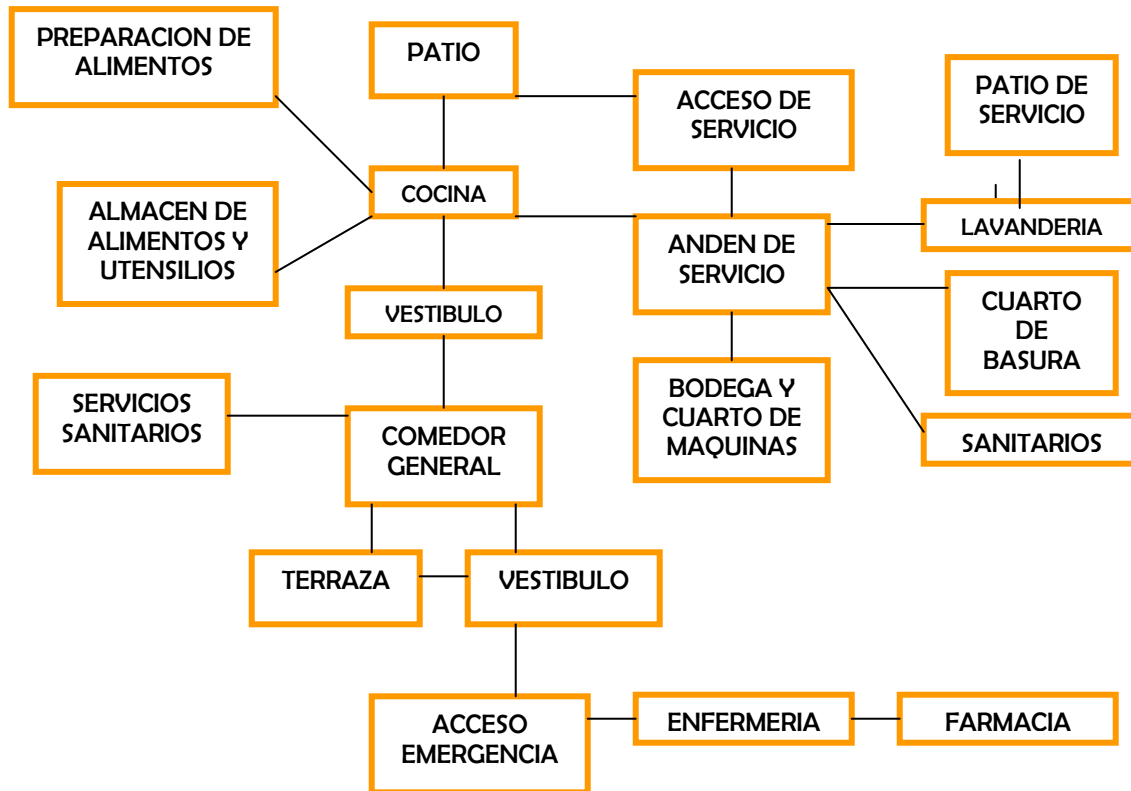 PREPARACION DE
ALIMENTOS
PATIO
ACCESO DE
SERVICIO
PATIO DE
SERVICIO
COCINA
ALMACEN DE
ALIMENTOS Y
UTENSILIOS
ANDEN DE
SERVICIO
LAVANDERIA
VESTIBULO
CUARTO
DE
BASURA
SERVICIOS
SANITARIOS
COMEDOR
GENERAL
BODEGA Y
CUARTO DE
MAQUINAS
SANITARIOS
TERRAZA
VESTIBULO
ACCESO
EMERGENCIA
ENFERMERIA
FARMACIA